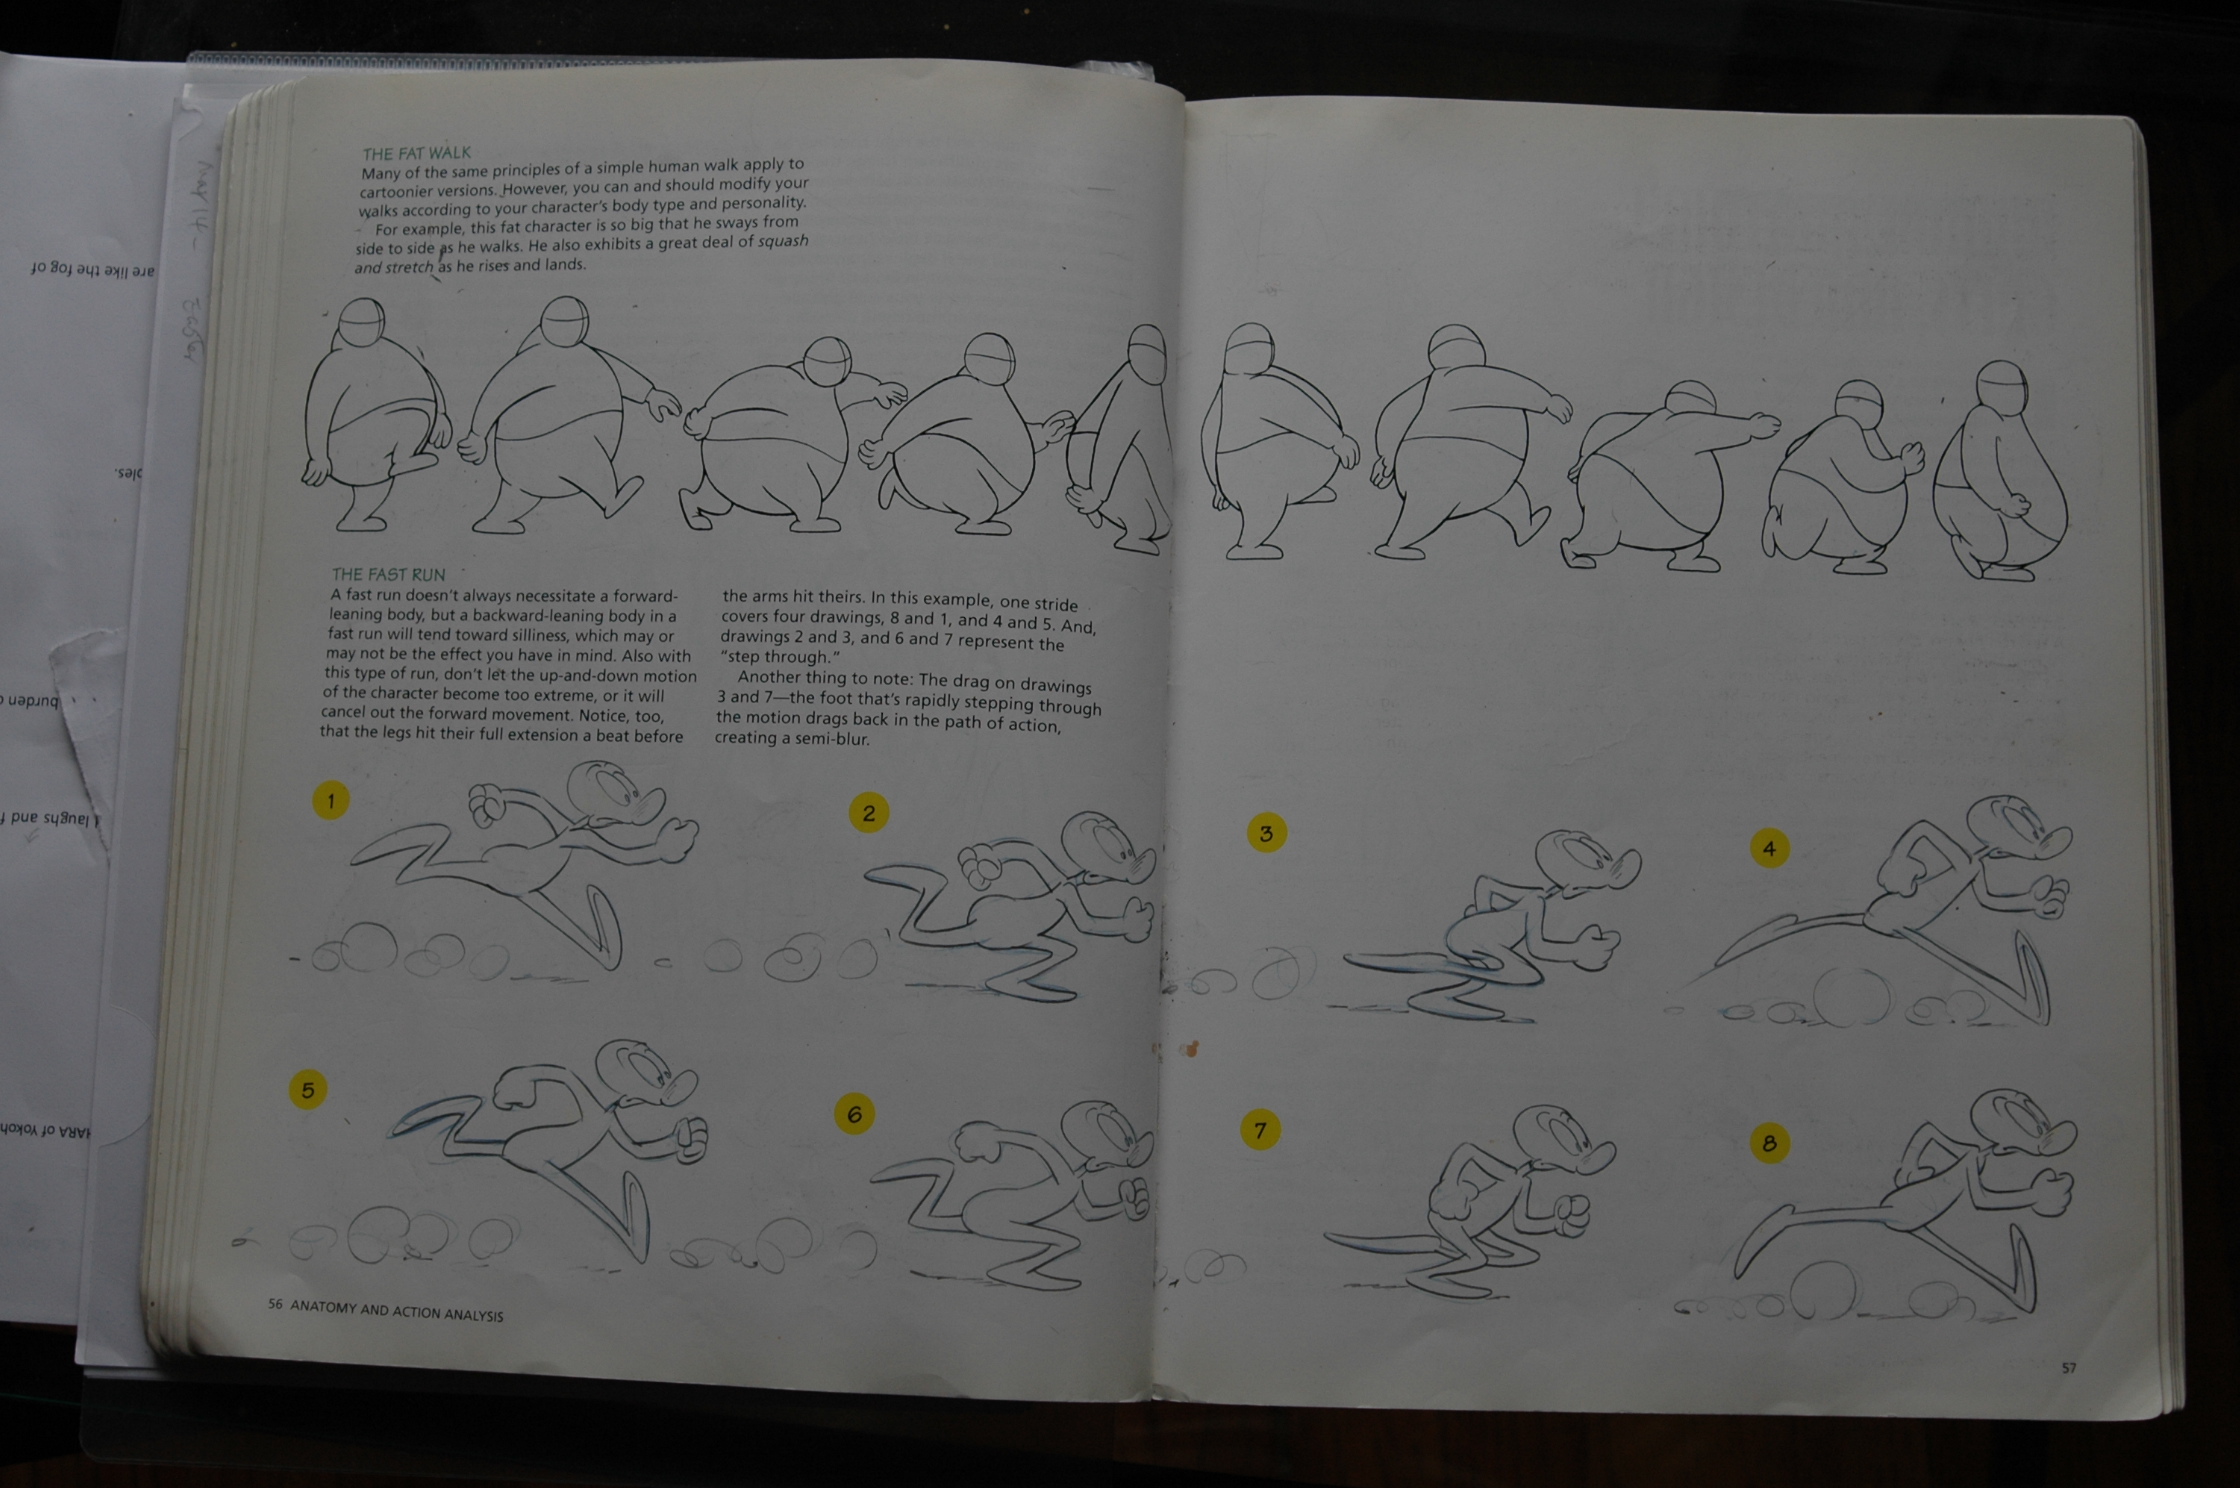 THE FAT WALK
Many of the same principles of a simple human walk apply to
cartoonier versions. However, you can and should modify your
walks according to your character's body type and personality.
For example, this fat character is so big that he sways from
side to side as he walks. He also exhibits a great deal of squash
and stretch as he rises and lands.
THE FAST RUN
A fast run doesn't always necessitate a forward-
leaning body, but a backward-leaning body in a
fast run will tend toward silliness, which may or
may not be the effect you have in mind. Also with
this type of run, don't let the up-and-down motion
of the character become too extreme, or it will
cancel out the forward movement. Notice, too,
that the legs hit their full extension a beat before
the arms hit theirs. In this example, one stride
covers four drawings, 8 and 1, and 4 and 5. And,
drawings 2 and 3, and 6 and 7 represent the
"step through."
Another thing to note: The drag on drawings
3 and 7—the foot that's rapidly stepping through
the motion drags back in the path of action,
creating a semi-blur.
1
2
3
4
5
6
7
8
56 ANATOMY AND ACTION ANALYSIS
57
are like the fog of
burden
laughs and
of Yokoh